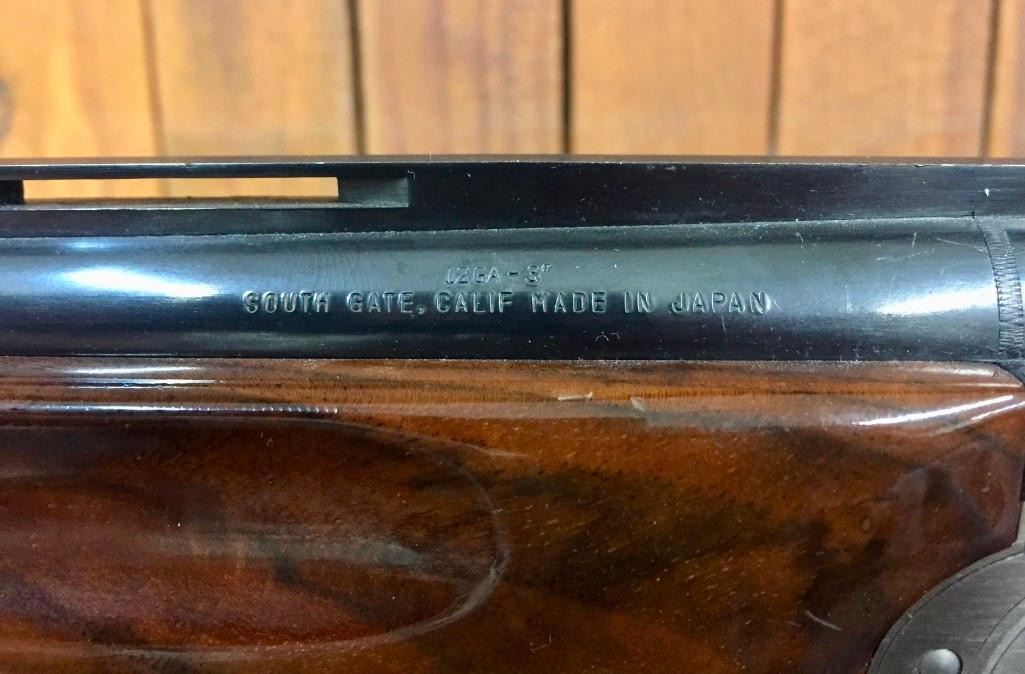 12GA - 3"
SOUTH GATE, CALIF MADE IN JAPAN